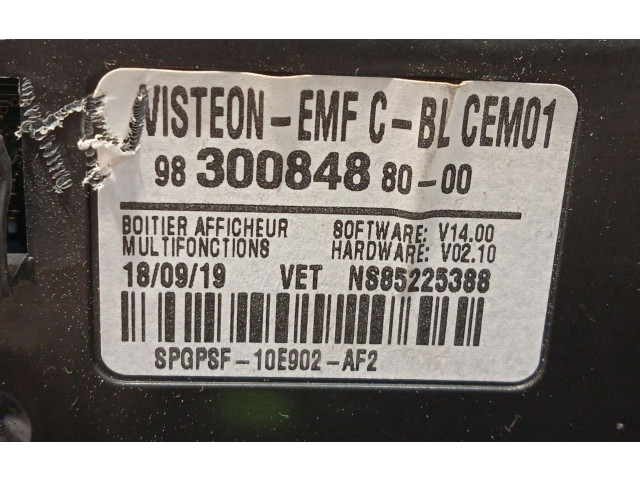 VISTEON-EMF C-BL CEM01
98 300848 80-00
BOITIER AFFICHEUR SOFTWARE: V14.00
MULTIFONCTIONS HARDWARE: V02.10
18/09/19 VET NS85225388
SPGPSF-10E902-AF2